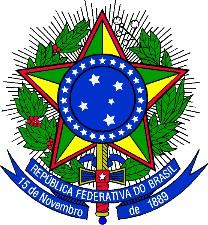 REPÚBLICA FEDERATIVA DO BRASIL
15 de Novembro de 1889